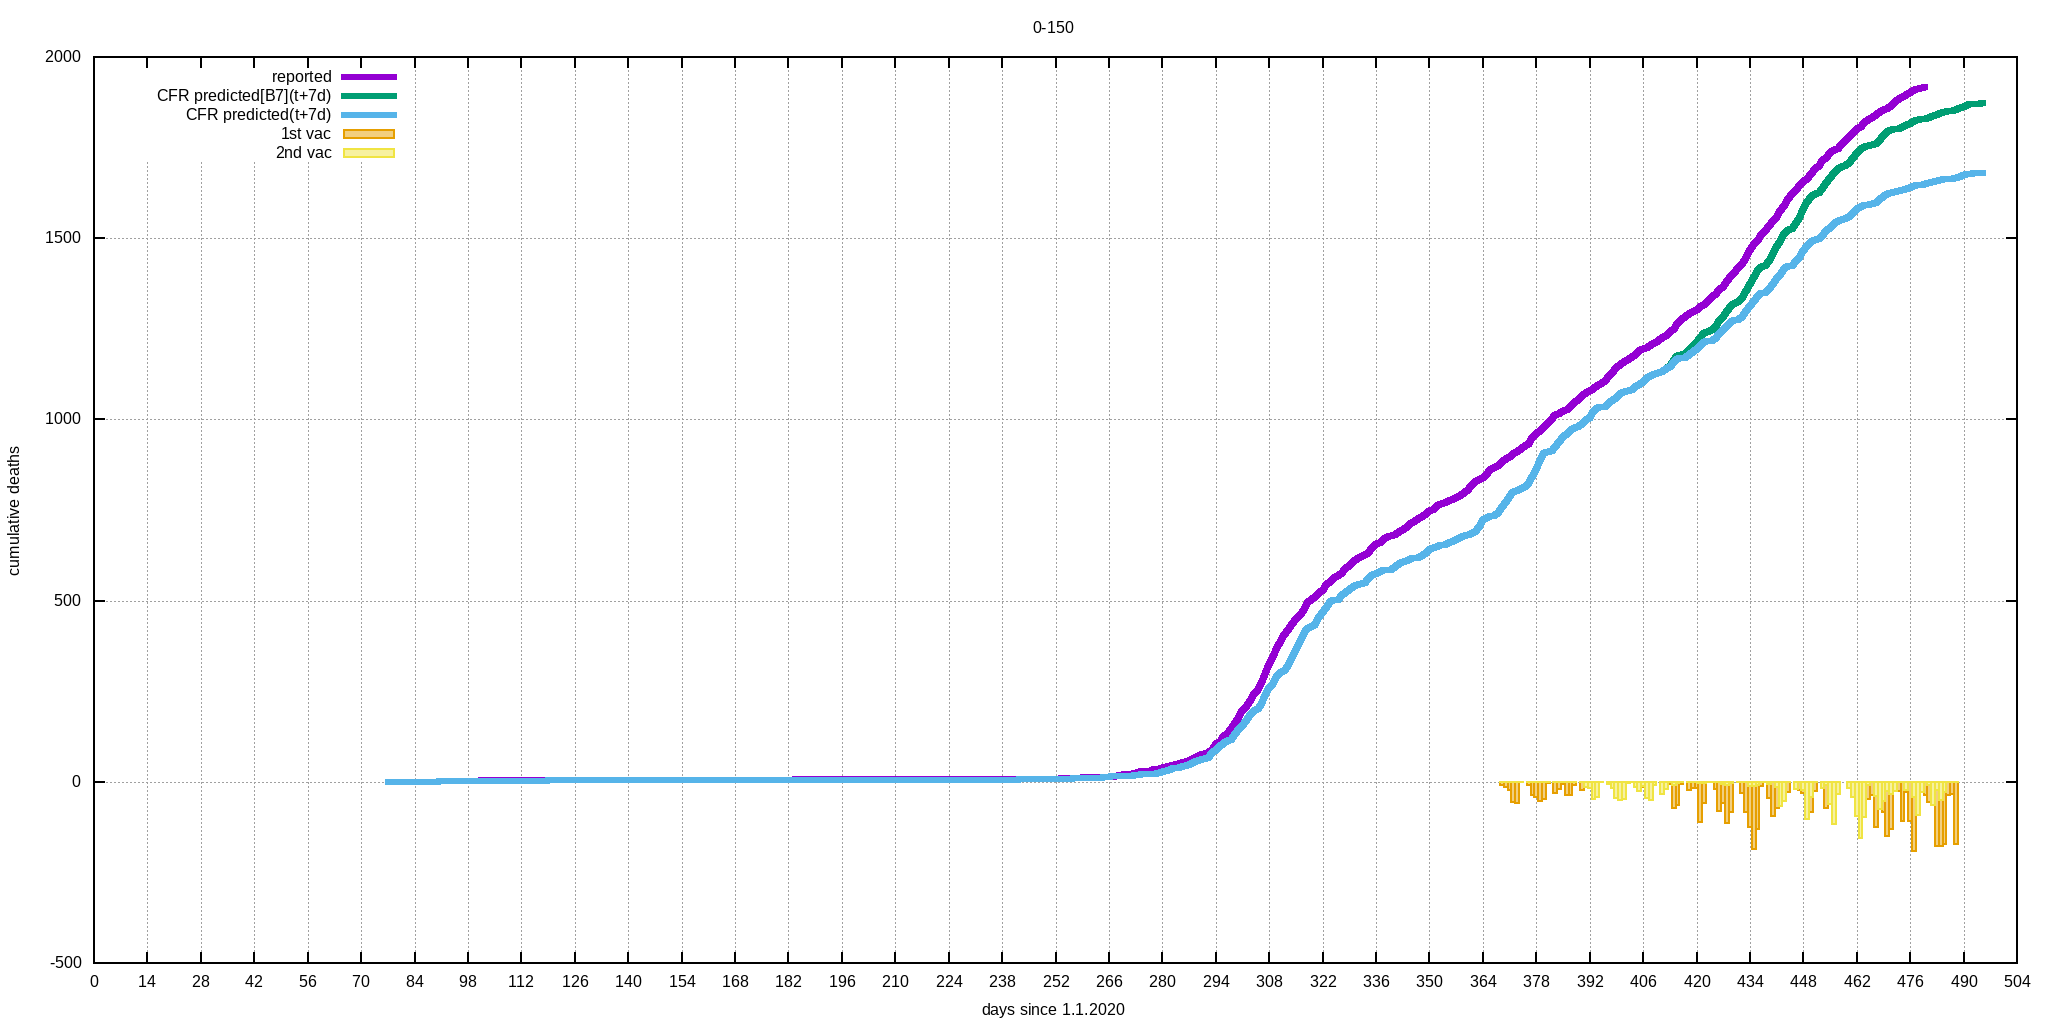 0-150
2000
1500
1000
500
0
-500
cumulative deaths
reported
CFR predicted[B7](t+7d)
CFR predicted(t+7d)
1st vac
2nd vac
0 14 28 42 56 70 84 98 112 126 140 154 168 182 196 210 224 238 252 266 280 294 308 322 336 350 364 378 392 406 420 434 448 462 476 490 504
days since 1.1.2020